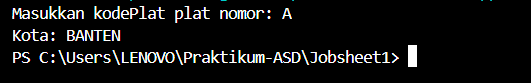 Masukkan kodePlat plat nomor: A
Kota: BANTEN
PS C:\Users\LENOVO\Praktikum-ASD\Jobsheet1>